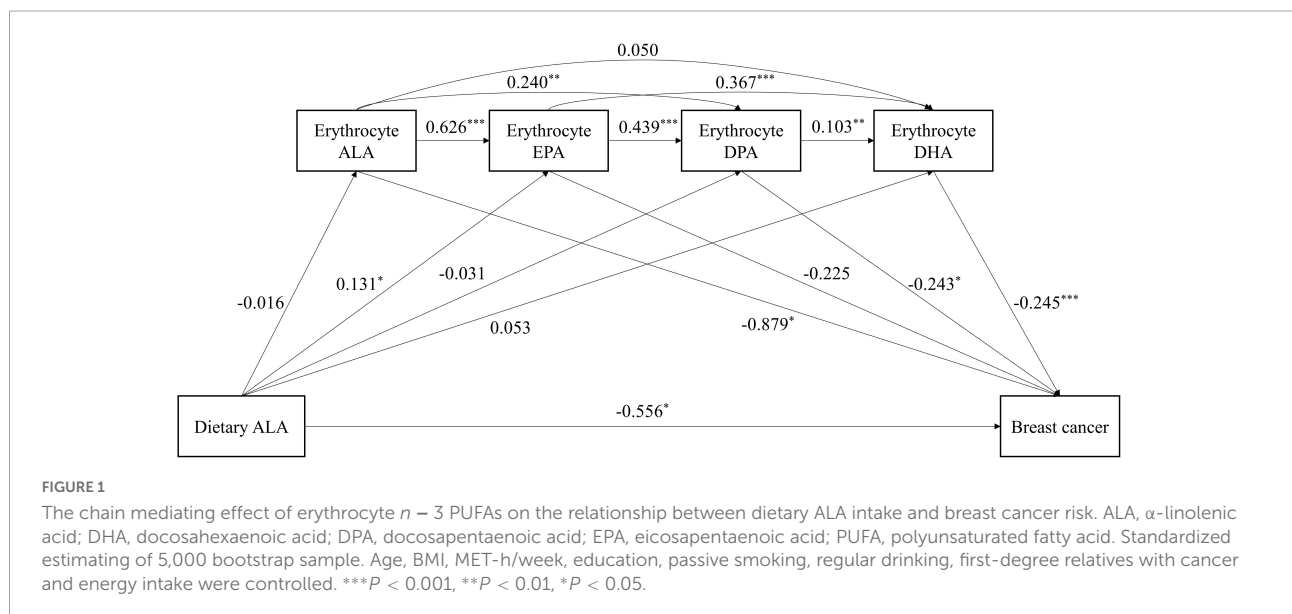 0.050
0.240**
0.367***
Erythrocyte
ALA
0.626***
Erythrocyte
EPA
0.439***
Erythrocyte
DPA
0.103**
Erythrocyte
DHA
-0.016
0.131*
-0.031
0.053
-0.879*
-0.225
-0.243*
-0.245***
Dietary ALA
-0.556*
Breast cancer
FIGURE 1
The chain mediating effect of erythrocyte n − 3 PUFAs on the relationship between dietary ALA intake and breast cancer risk. ALA, α-linolenic
acid; DHA, docosahexaenoic acid; DPA, docosapentaenoic acid; EPA, eicosapentaenoic acid; PUFA, polyunsaturated fatty acid. Standardized
estimating of 5,000 bootstrap sample. Age, BMI, MET-h/week, education, passive smoking, regular drinking, first-degree relatives with cancer
and energy intake were controlled. ***P < 0.001, **P < 0.01, *P < 0.05.